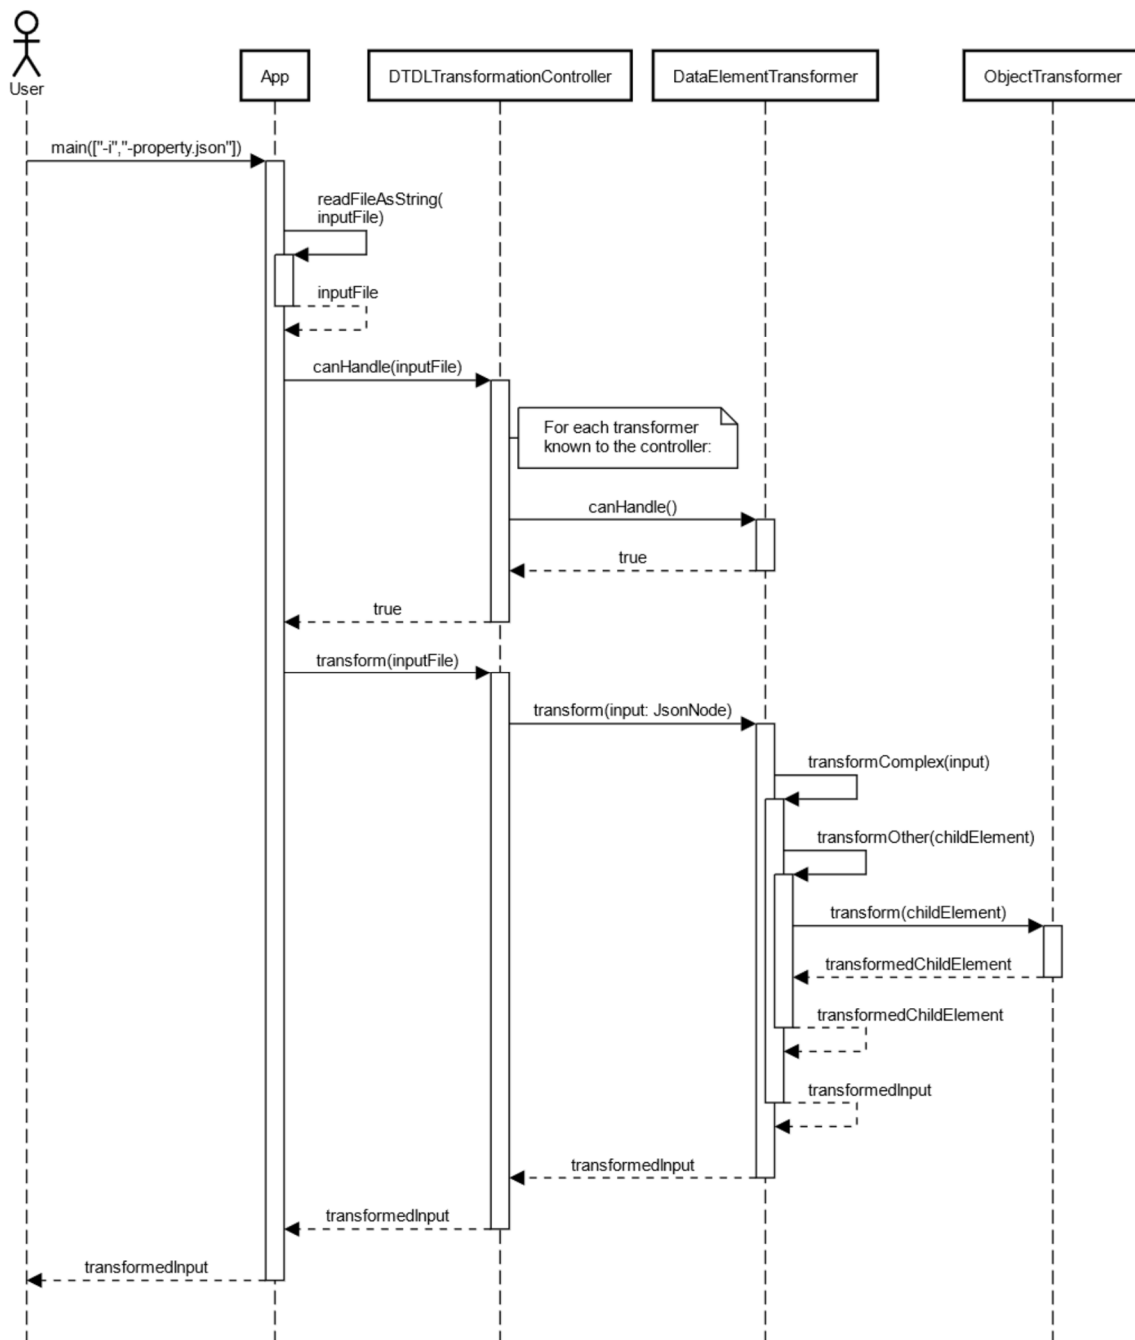 User
App
DTDLTransformationController
DataElementTransformer
ObjectTransformer
main(["-i","-property.json"])
readFileAsString(
inputFile)
inputFile
canHandle(inputFile)
For each transformer
known to the controller:
canHandle()
true
true
transform(inputFile)
transform(input: JsonNode)
transformComplex(input)
transformOther(childElement)
transform(childElement)
transformedChildElement
transformedChildElement
transformedInput
transformedInput
transformedInput
transformedInput